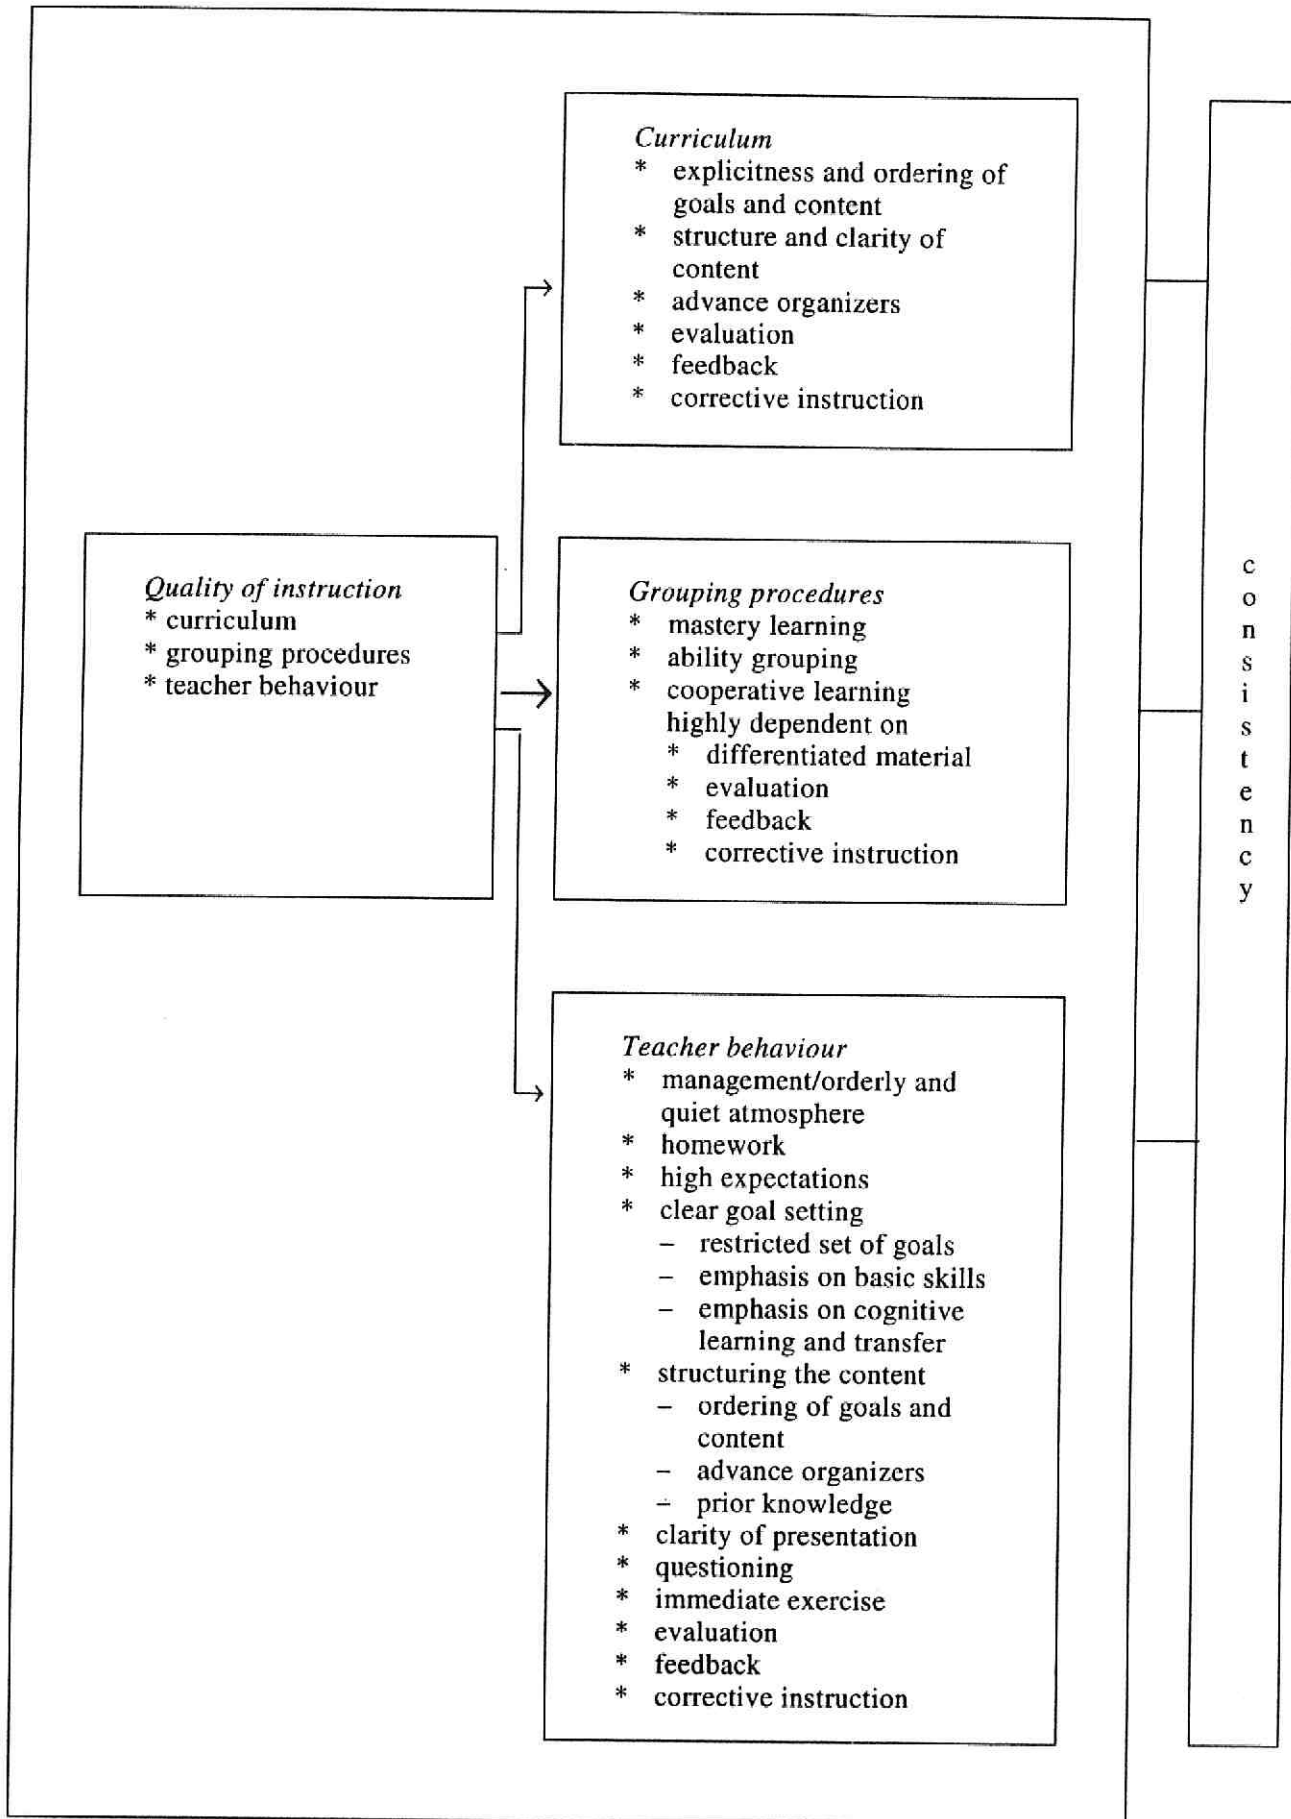 Curriculum
* explicitness and ordering of
goals and content
* structure and clarity of
content
* advance organizers
* evaluation
* feedback
* corrective instruction
Quality of instruction
* curriculum
* grouping procedures
* teacher behaviour
Grouping procedures
* mastery learning
* ability grouping
* cooperative learning
highly dependent on
* differentiated material
* evaluation
* feedback
* corrective instruction
Teacher behaviour
* management/orderly and
quiet atmosphere
* homework
* high expectations
* clear goal setting
– restricted set of goals
– emphasis on basic skills
– emphasis on cognitive
learning and transfer
* structuring the content
– ordering of goals and
content
– advance organizers
– prior knowledge
* clarity of presentation
* questioning
* immediate exercise
* evaluation
* feedback
* corrective instruction
c
o
n
s
i
s
t
e
n
c
y